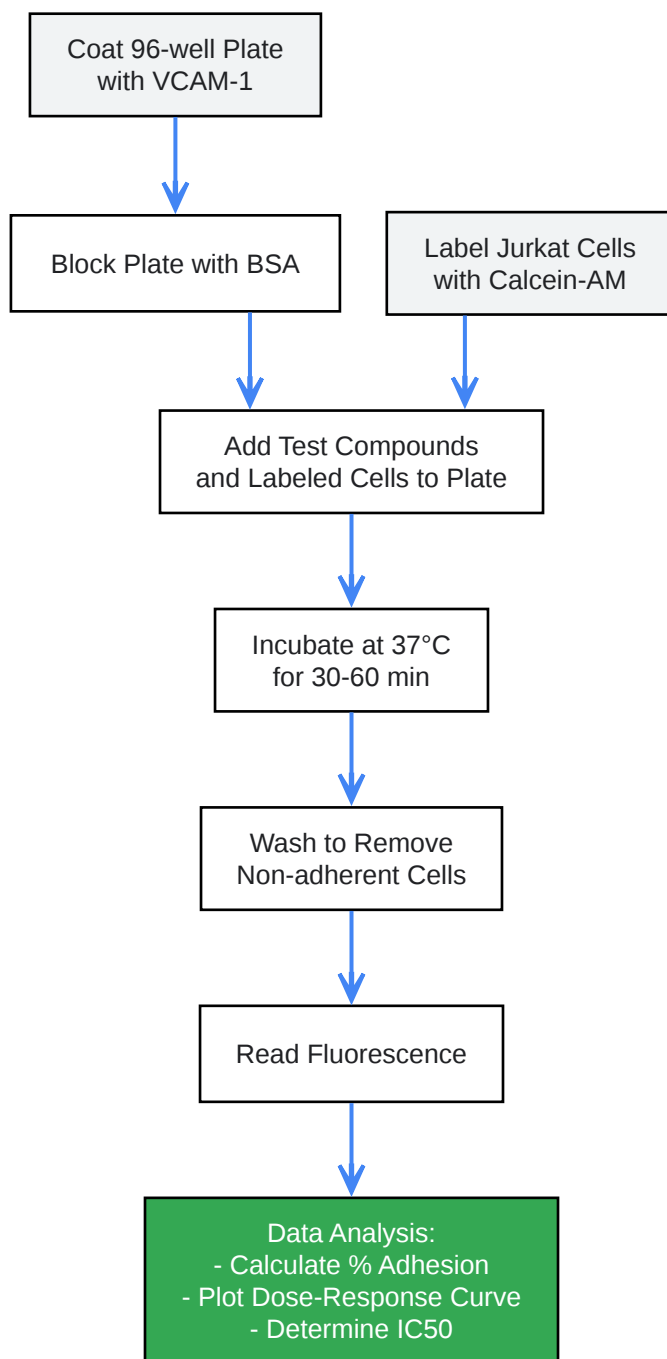 Coat 96-well Plate
with VCAM-1
Block Plate with BSA
Label Jurkat Cells
with Calcein-AM
Add Test Compounds
and Labeled Cells to Plate
Incubate at 37°C
for 30-60 min
Wash to Remove
Non-adherent Cells
Read Fluorescence
Data Analysis:
- Calculate % Adhesion
- Plot Dose-Response Curve
- Determine IC50